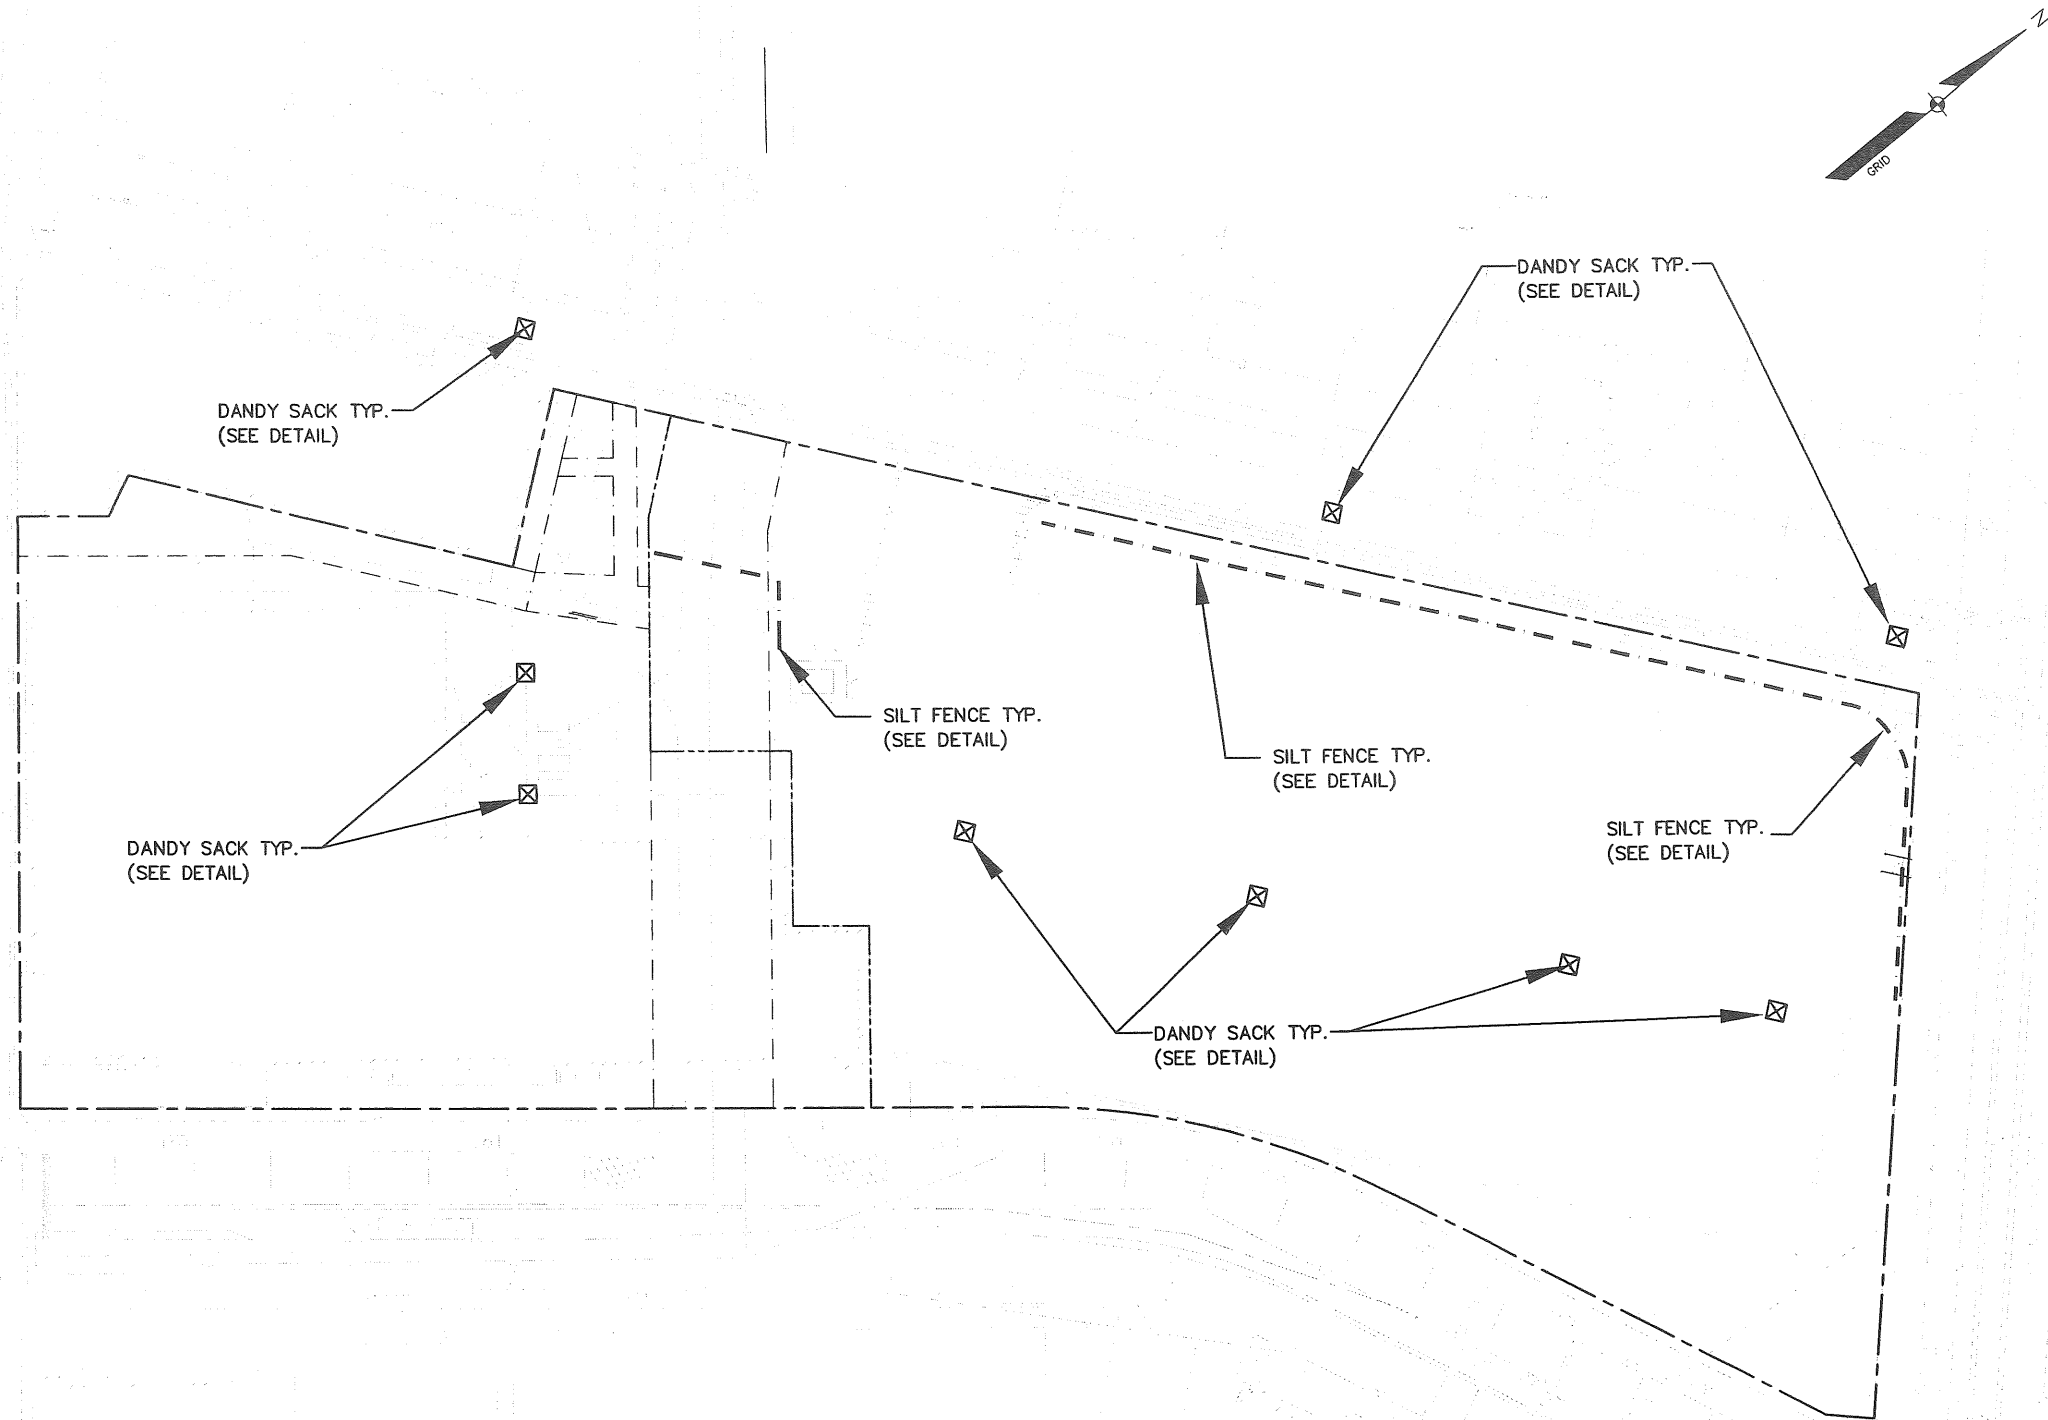 N
GRID
DANDY SACK TYP.
(SEE DETAIL)
DANDY SACK TYP.
(SEE DETAIL)
SILT FENCE TYP.
(SEE DETAIL)
SILT FENCE TYP.
(SEE DETAIL)
SILT FENCE TYP.
(SEE DETAIL)
DANDY SACK TYP.
(SEE DETAIL)
DANDY SACK TYP.
(SEE DETAIL)